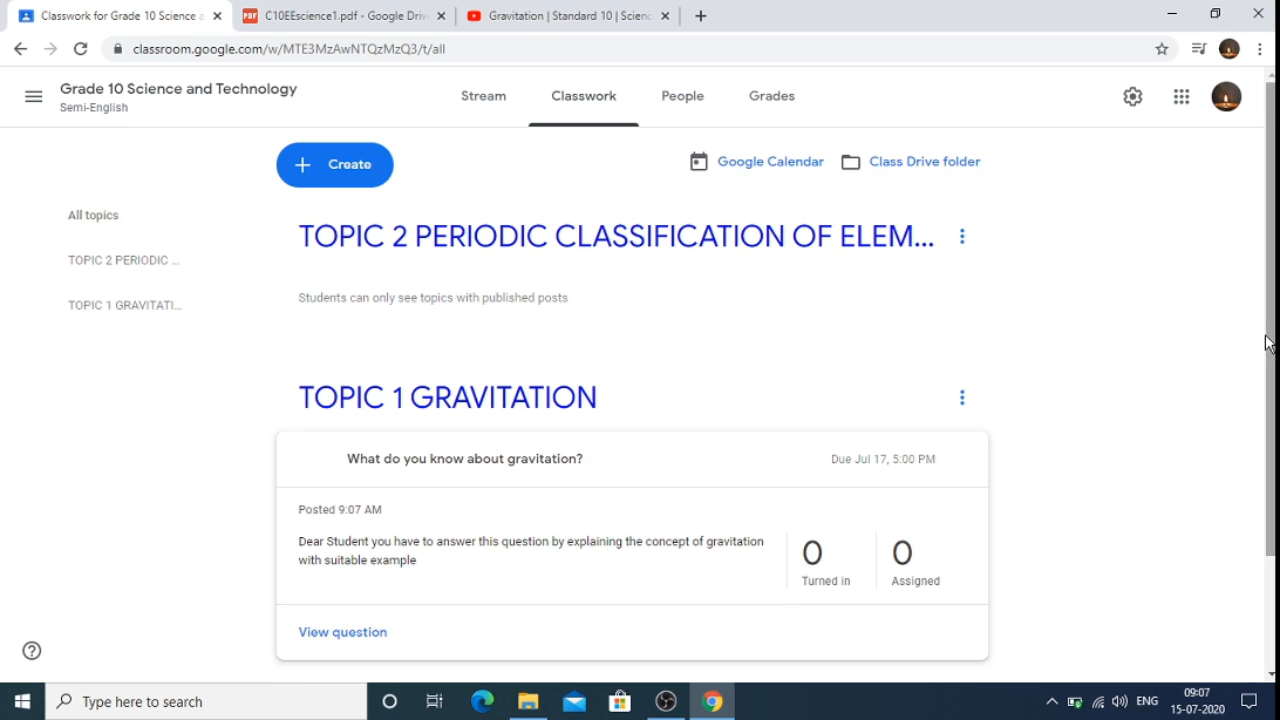 Classwork for Grade 10 Science a
C10EEscience1.pdf - Google Driv
Gravitation | Standard 10 | Scienc
classroom.google.com/w/MTE3MzAwNTQzMzQ3/t/all
Grade 10 Science and Technology
Semi-English
Stream
Classwork
People
Grades
Create
Google Calendar
Class Drive folder
All topics
TOPIC 2 PERIODIC ...
TOPIC 1 GRAVITATI...
TOPIC 2 PERIODIC CLASSIFICATION OF ELEM...
Students can only see topics with published posts
TOPIC 1 GRAVITATION
What do you know about gravitation?
Due Jul 17, 5:00 PM
Posted 9:07 AM
Dear Student you have to answer this question by explaining the concept of gravitation
with suitable example
0
Turned in
0
Assigned
View question
Type here to search
ENG
09:07
15-07-2020